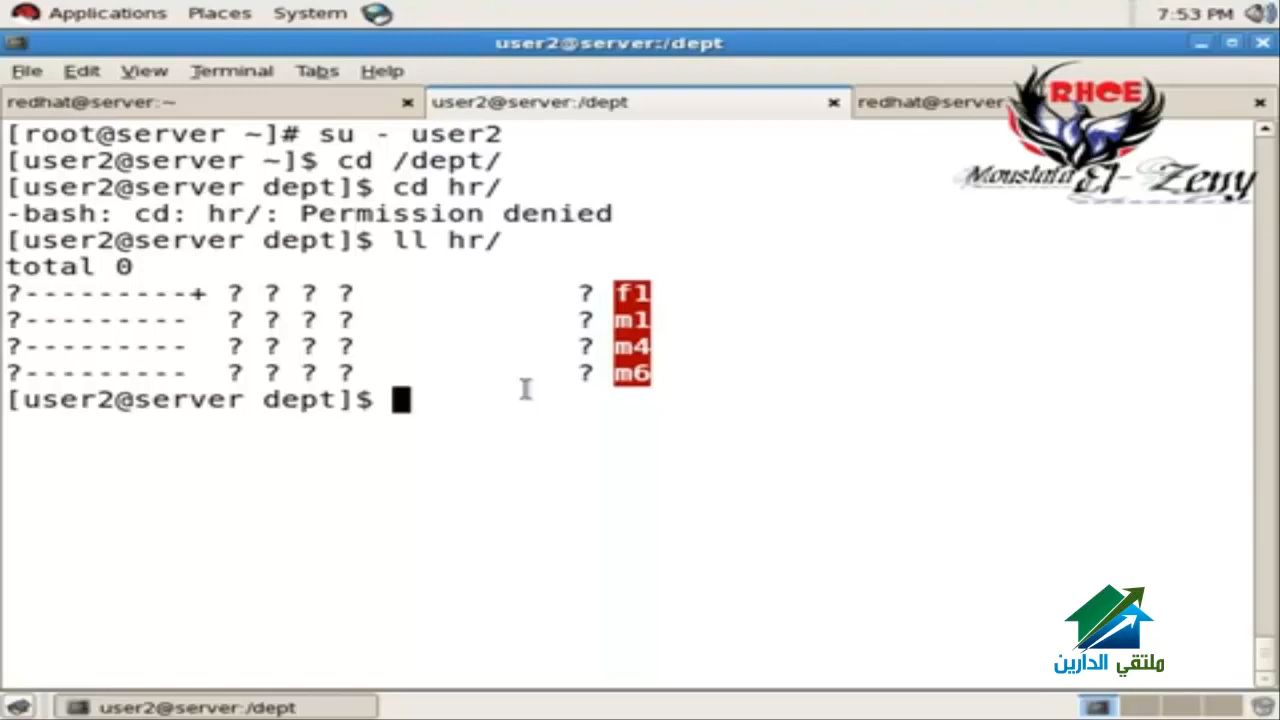 Applications Places System 7:53 PM
user2@server:/dept
File Edit View Terminal Tabs Help
redhat@server:~ user2@server:/dept redhat@server:
RHCE
Moustafa El-Zeny
[root@server ~]# su - user2
[user2@server ~]$ cd /dept/
[user2@server dept]$ cd hr/
-bash: cd: hr/: Permission denied
[user2@server dept]$ ll hr/
total 0
?---------+ ? ? ? ? ? f1
?--------- ? ? ? ? ? m1
?--------- ? ? ? ? ? m4
?--------- ? ? ? ? ? m6
[user2@server dept]$
ملتقي الدارين
user2@server:/dept